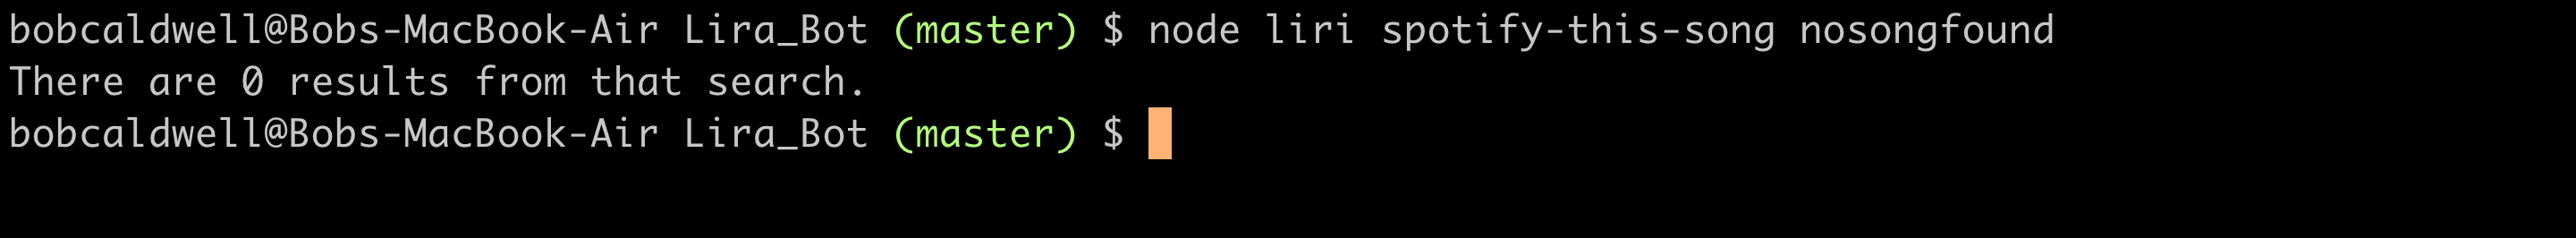 bobcaldwell@Bobs-MacBook-Air Lira_Bot (master) $ node liri spotify-this-song nosongfound
There are 0 results from that search.
bobcaldwell@Bobs-MacBook-Air Lira_Bot (master) $